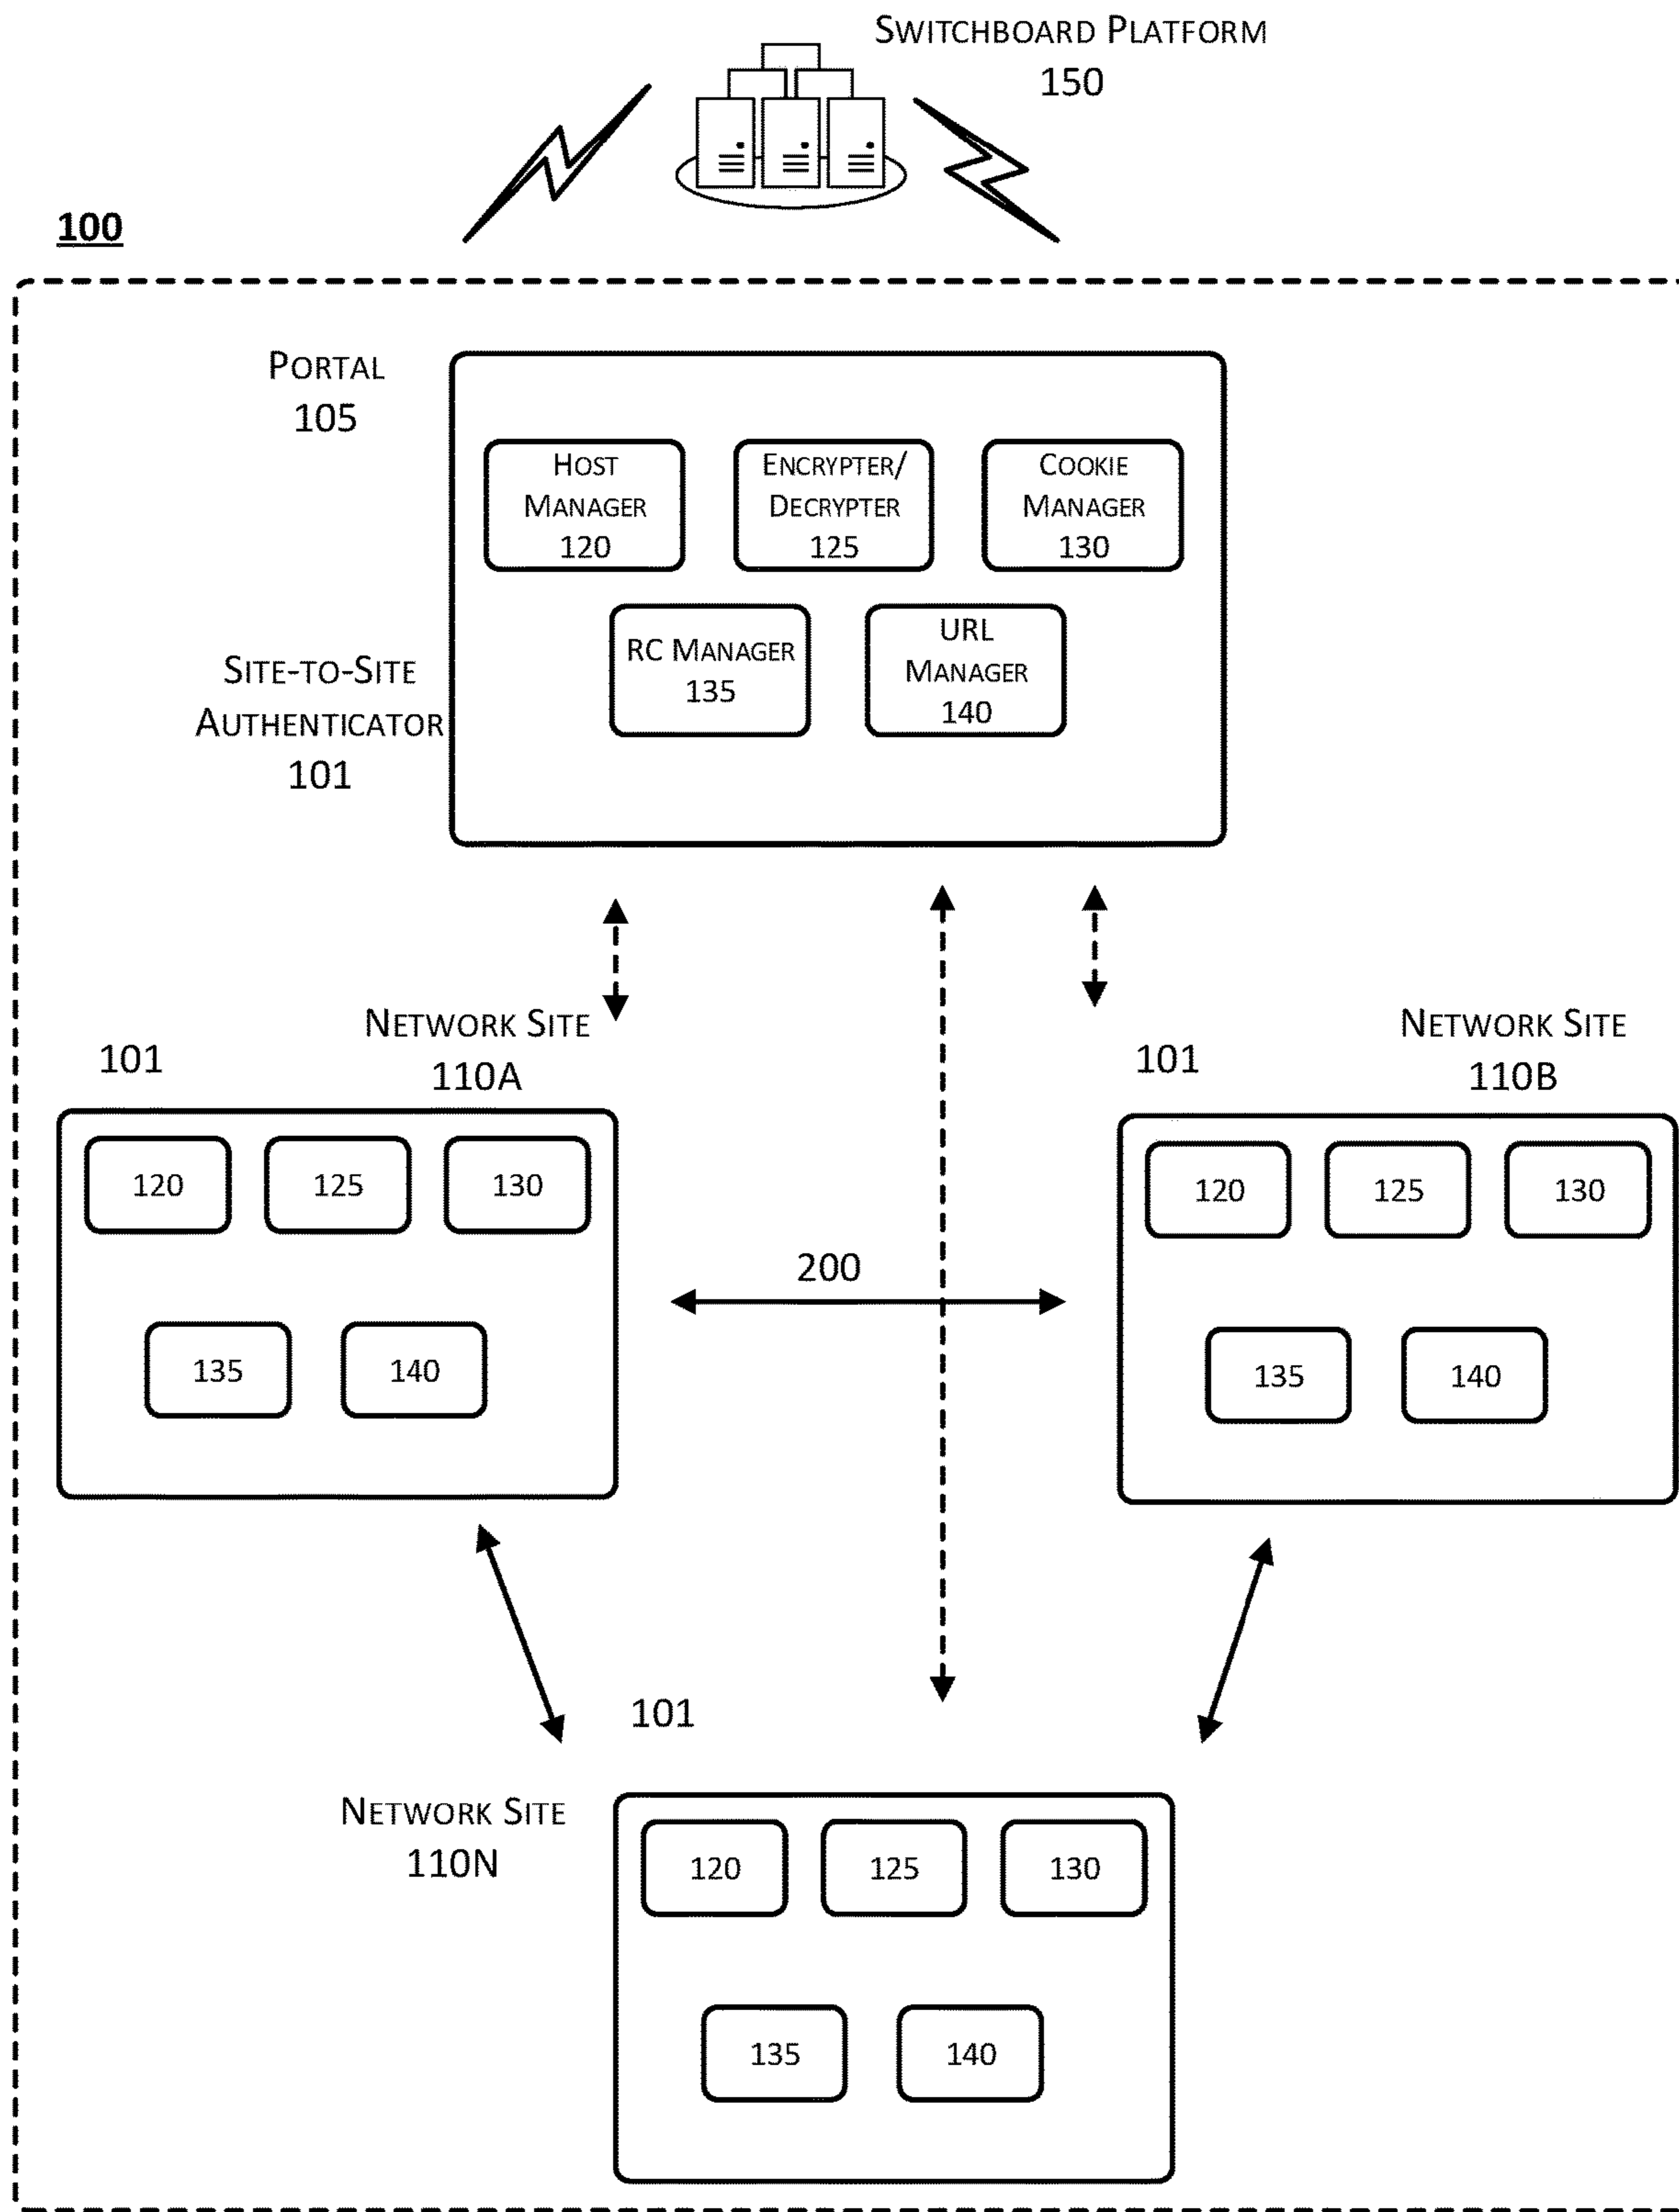 Switchboard Platform
150
100
Portal
105
Host
Manager
120
Encrypter/
Decrypter
125
Cookie
Manager
130
RC Manager
135
URL
Manager
140
Site-to-Site
Authenticator
101
Network Site
110A
101
120
125
130
135
140
200
Network Site
110B
101
120
125
130
135
140
101
Network Site
110N
120
125
130
135
140